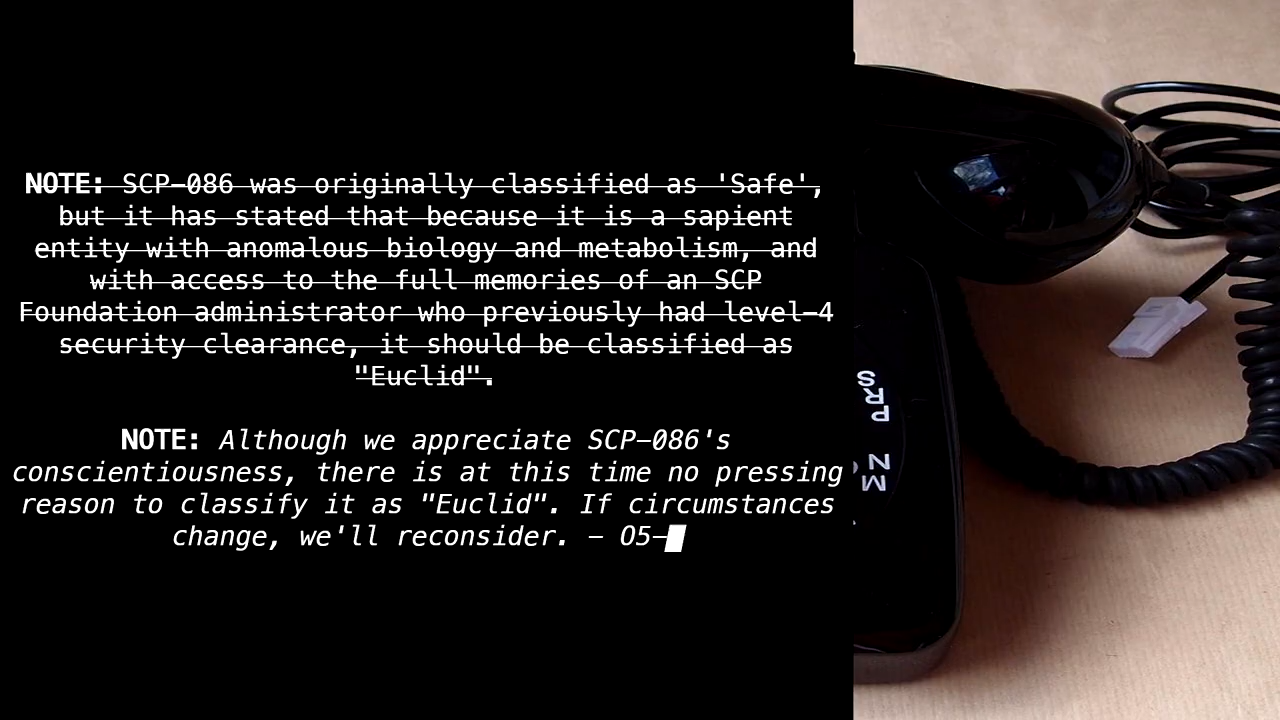 NOTE: SCP-086 was originally classified as 'Safe',
but it has stated that because it is a sapient
entity with anomalous biology and metabolism, and
with access to the full memories of an SCP
Foundation administrator who previously had level-4
security clearance, it should be classified as
"Euclid".
NOTE: Although we appreciate SCP-086's
conscientiousness, there is at this time no pressing
reason to classify it as "Euclid". If circumstances
change, we'll reconsider. - O5-█
PRS
MN